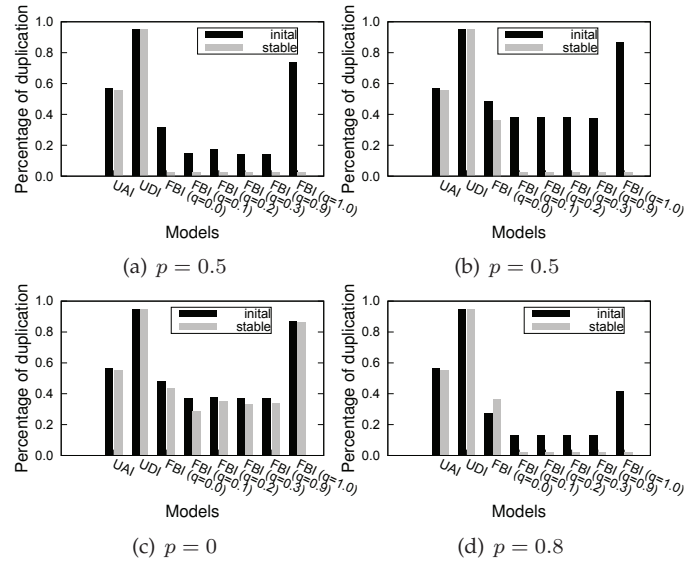 1.0
0.8
0.6
0.4
0.2
0.0
Percentage of duplication
inital
stable
UAI
UDI
FBI (q=0.0)
FBI (q=0.1)
FBI (q=0.2)
FBI (q=0.3)
FBI (q=0.9)
FBI (q=1.0)
Models
(a) p = 0.5
1.0
0.8
0.6
0.4
0.2
0.0
Percentage of duplication
inital
stable
UAI
UDI
FBI (q=0.0)
FBI (q=0.1)
FBI (q=0.2)
FBI (q=0.3)
FBI (q=0.9)
FBI (q=1.0)
Models
(b) p = 0.5
1.0
0.8
0.6
0.4
0.2
0.0
Percentage of duplication
inital
stable
UAI
UDI
FBI (q=0.0)
FBI (q=0.1)
FBI (q=0.2)
FBI (q=0.3)
FBI (q=0.9)
FBI (q=1.0)
Models
(c) p = 0
1.0
0.8
0.6
0.4
0.2
0.0
Percentage of duplication
inital
stable
UAI
UDI
FBI (q=0.0)
FBI (q=0.1)
FBI (q=0.2)
FBI (q=0.3)
FBI (q=0.9)
FBI (q=1.0)
Models
(d) p = 0.8